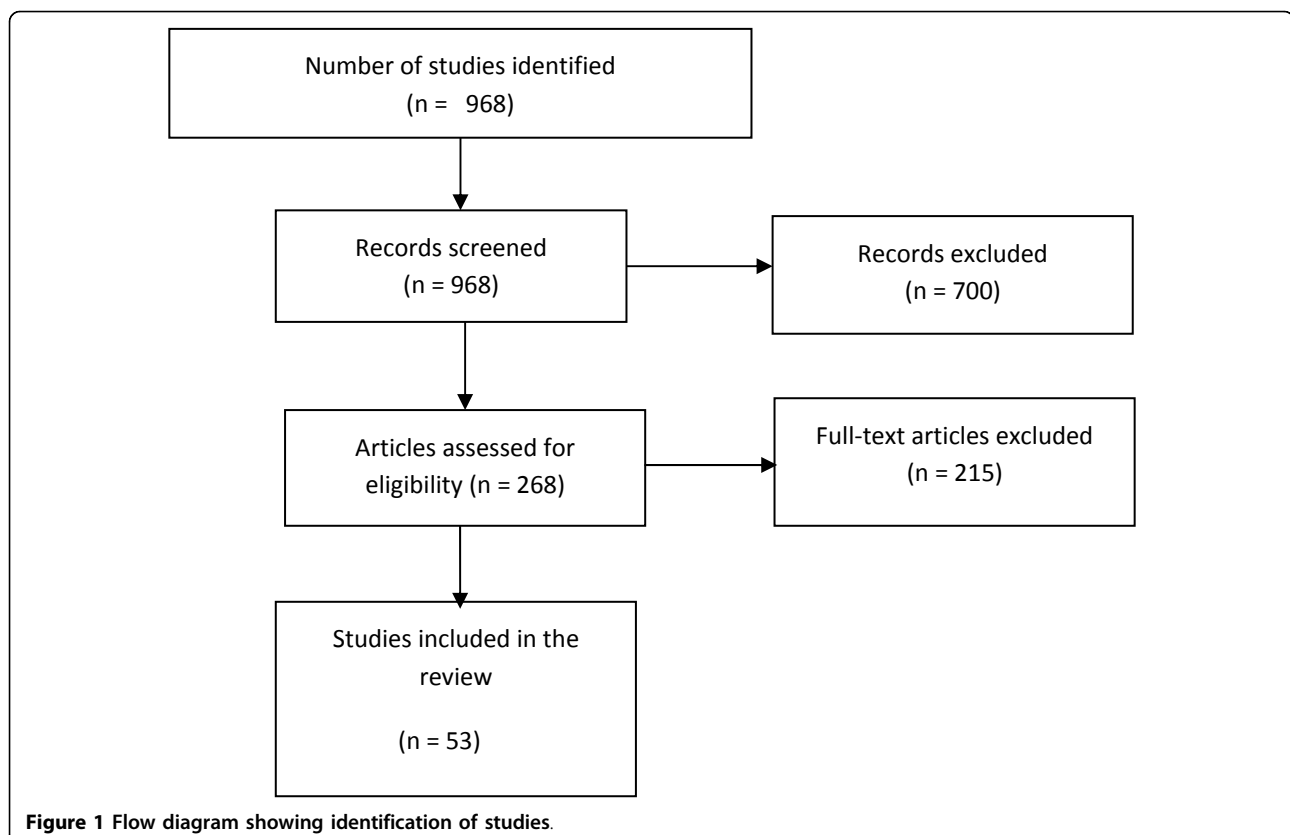 Number of studies identified
(n = 968)
Records screened
(n = 968)
Records excluded
(n = 700)
Articles assessed for
eligibility (n = 268)
Full-text articles excluded
(n = 215)
Studies included in the
review
(n = 53)
Figure 1 Flow diagram showing identification of studies.